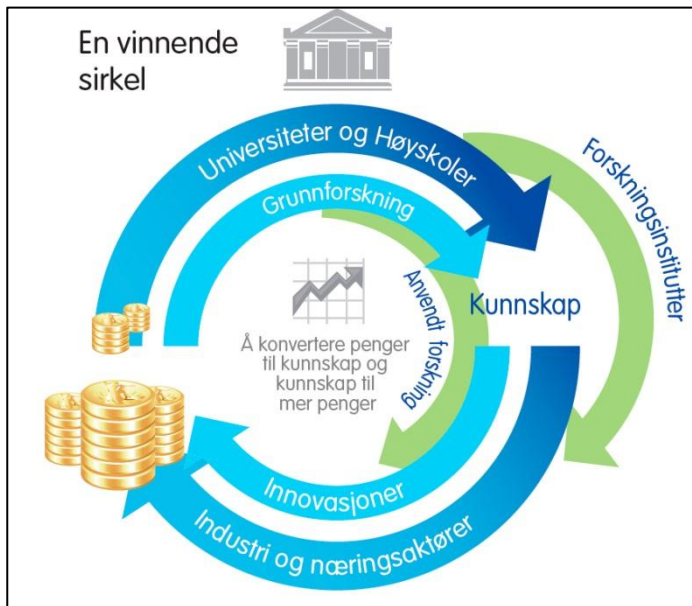 En vinnende
sirkel
Universiteter og Høyskoler
Forskningsinstitutter
Grunnforskning
Anvendt forskning
Kunnskap
Å konvertere penger
til kunnskap og
kunnskap til
mer penger
Innovasjoner
Industri og næringsaktører